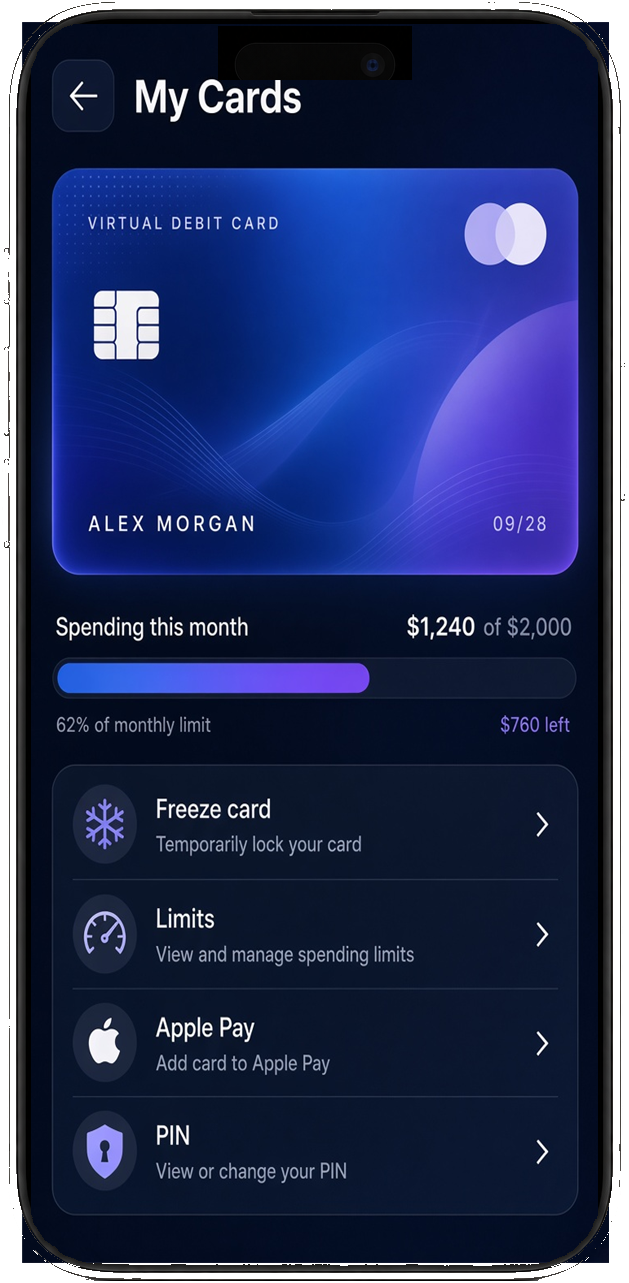 My Cards
VIRTUAL DEBIT CARD
ALEX MORGAN 09/28
Spending this month $1,240 of $2,000
62% of monthly limit $760 left
Freeze card
Temporarily lock your card
Limits
View and manage spending limits
Apple Pay
Add card to Apple Pay
PIN
View or change your PIN